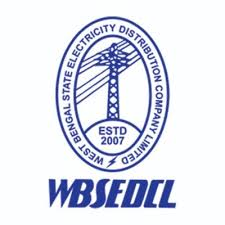 WEST BENGAL STATE ELECTRICITY DISTRIBUTION COMPANY LIMITED
ESTD
2007
WBSEDCL